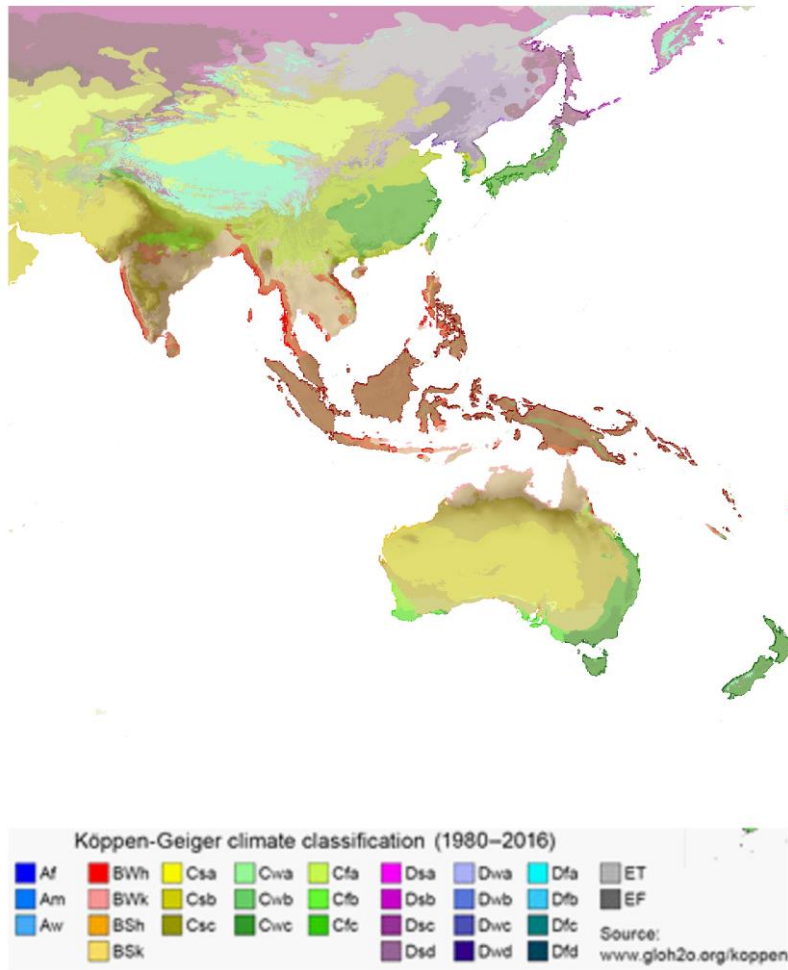 Köppen-Geiger climate classification (1980–2016)
Af BWh Csa Cwa Cfa Dsa Dwa Dfa ET
Am BWk Csb Cwb Cfb Dsb Dwb Dfb EF
Aw BSh Csc Cwc Cfc Dsc Dwc Dfc Source:
BSk Dsd Dwd Dfd www.gloh2o.org/koppen